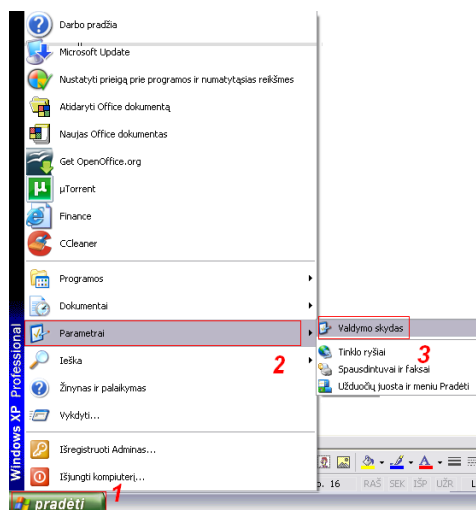 Darbo pradžia
Microsoft Update
Nustatyti prieigą prie programos ir numatytąsias reikšmes
Atidaryti Office dokumentą
Naujas Office dokumentas
Get OpenOffice.org
µTorrent
Finance
CCleaner
Programos
Dokumentai
Parametrai
2
Valdymo skydas
3
Tinklo ryšiai
Spausdintuvai ir faksai
Užduočių juosta ir meniu Pradėti
Ieška
Žinynas ir palaikymas
Vykdyti...
Išregistruoti Adminas...
Išjungti kompiuterį...
1
Windows XP Professional
pradėti
16 RAŠ SEK IŠP UŽR L